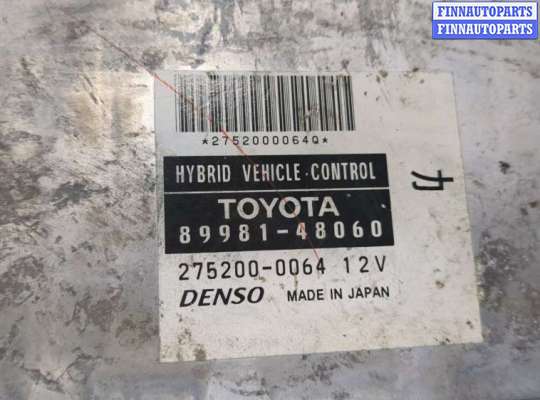 FINNAUTOPARTS
FINNAUTOPARTS
*2752000064Q*
HYBRID VEHICLE·CONTROL
TOYOTA
89981-48060
275200-0064 12V
DENSO MADE IN JAPAN
カ